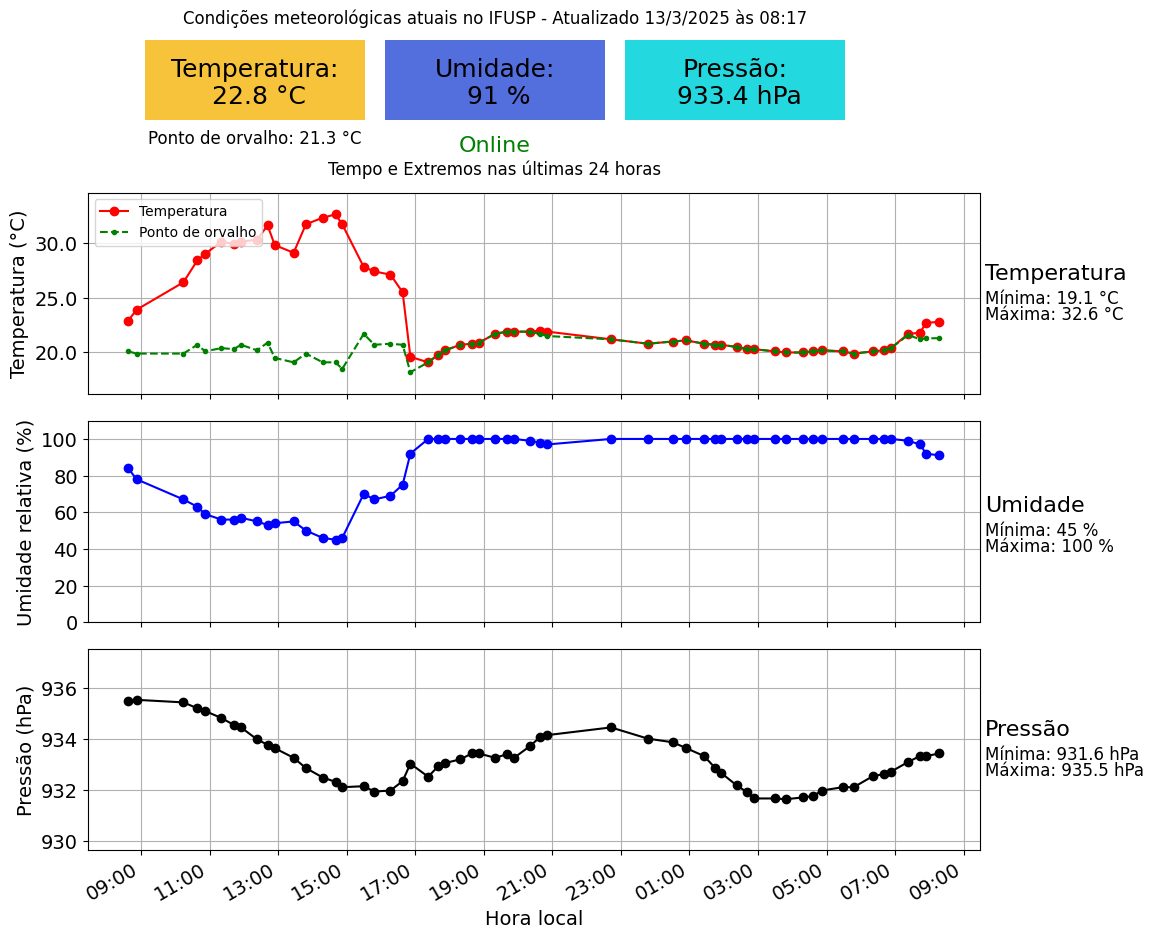 Condições meteorológicas atuais no IFUSP - Atualizado 13/3/2025 às 08:17
Temperatura:
22.8 °C
Umidade:
91 %
Pressão:
933.4 hPa
Ponto de orvalho: 21.3 °C
Online
Tempo e Extremos nas últimas 24 horas
Temperatura (°C)
30.0
25.0
20.0
Temperatura
Ponto de orvalho
Temperatura
Mínima: 19.1 °C
Máxima: 32.6 °C
Umidade relativa (%)
100
80
60
40
20
0
Umidade
Mínima: 45 %
Máxima: 100 %
Pressão (hPa)
936
934
932
930
Pressão
Mínima: 931.6 hPa
Máxima: 935.5 hPa
09:00
11:00
13:00
15:00
17:00
19:00
21:00
23:00
01:00
03:00
05:00
07:00
09:00
Hora local